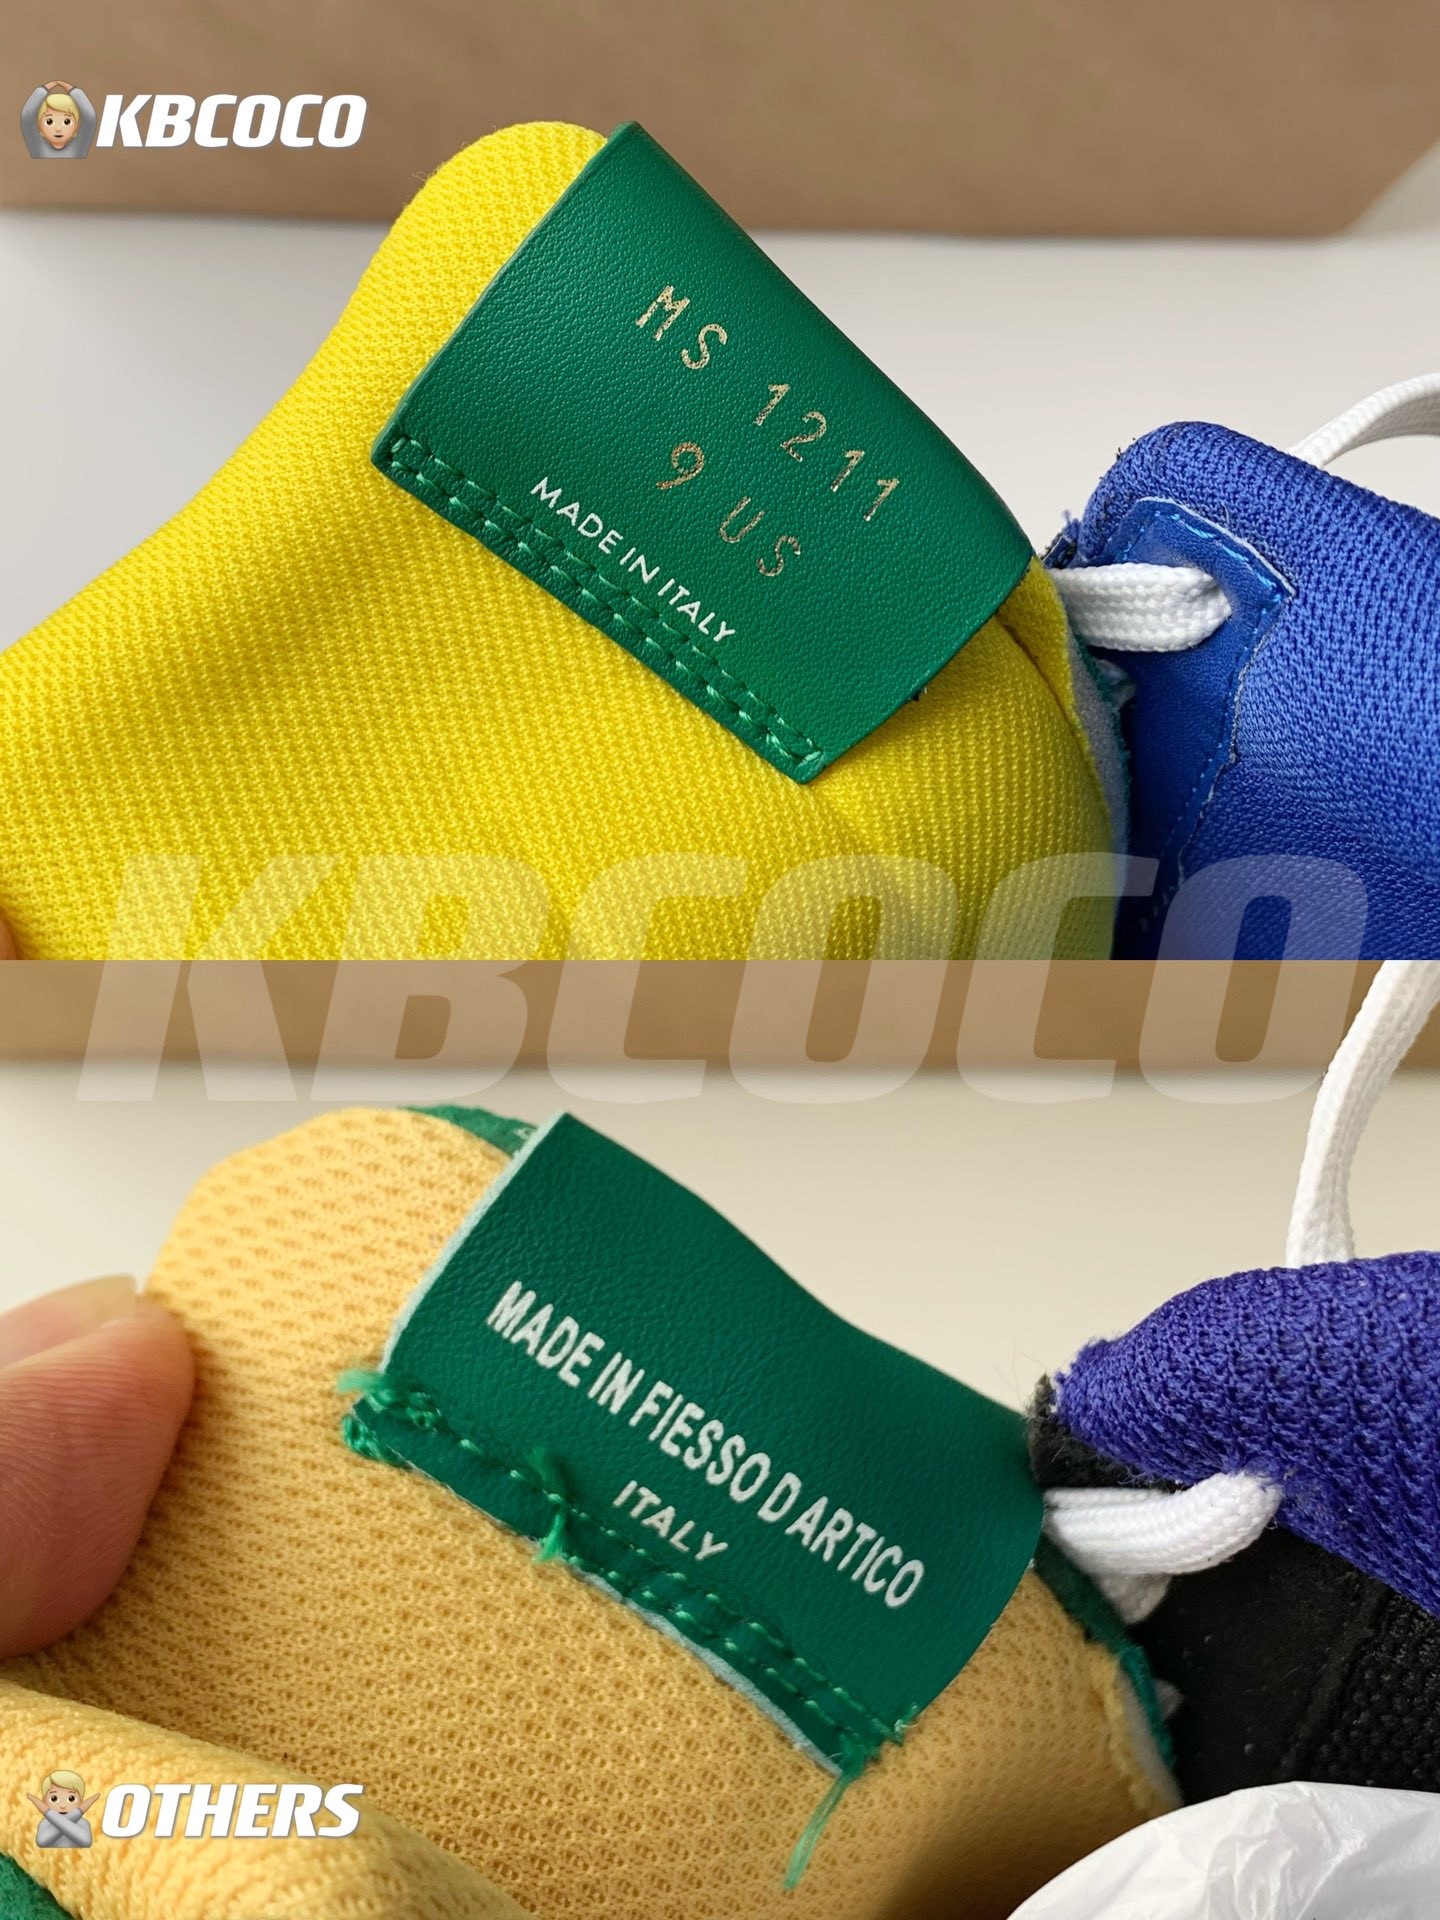 KBCOCO
MS 1211
9 US
MADE IN ITALY
KBCOCO
MADE IN FIESSO D ARTICO
ITALY
OTHERS